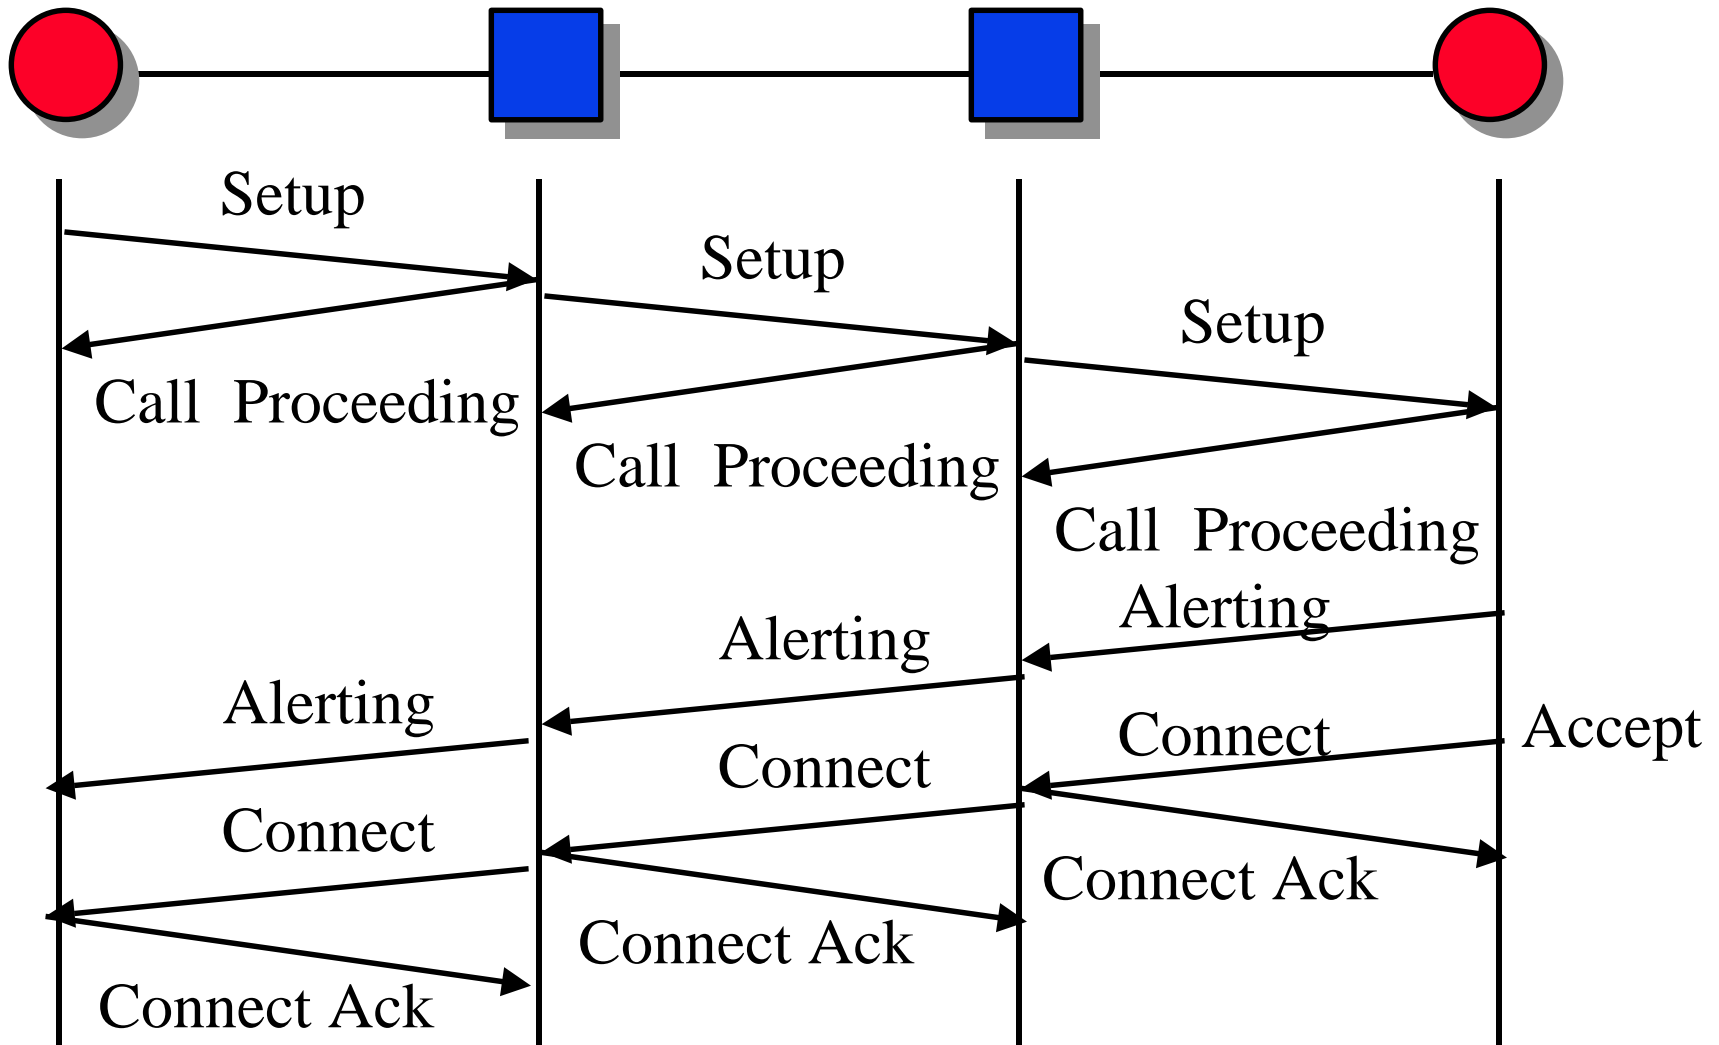 Setup
Setup
Setup
Call Proceeding
Call Proceeding
Call Proceeding
Alerting
Alerting
Alerting
Accept
Connect
Connect
Connect
Connect Ack
Connect Ack
Connect Ack